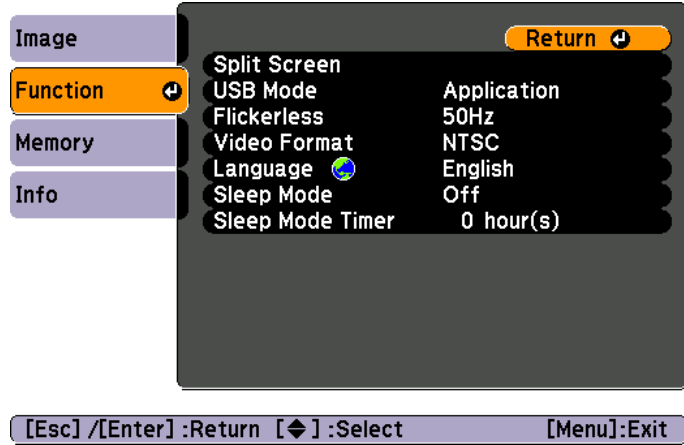 Image
Function
Memory
Info
Return
Split Screen
USB Mode Application
Flickerless 50Hz
Video Format NTSC
Language English
Sleep Mode Off
Sleep Mode Timer 0 hour(s)
[Esc] /[Enter] :Return [◆] :Select [Menu]:Exit